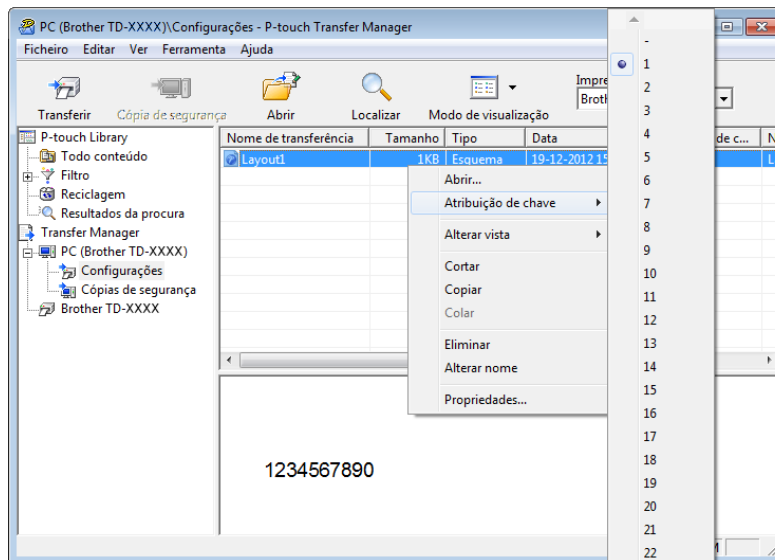 PC (Brother TD-XXXX)\Configurações - P-touch Transfer Manager
Ficheiro Editar Ver Ferramenta Ajuda
Transferir Cópia de segurança Abrir Localizar Modo de visualização
P-touch Library
Todo conteúdo
Filtro
Reciclagem
Resultados da procura
Transfer Manager
PC (Brother TD-XXXX)
Configurações
Cópias de segurança
Brother TD-XXXX
Nome de transferência Tamanho Tipo Data
Layout1 1KB Esquema 19-12-2012
Abrir...
Atribuição de chave
Alterar vista
Cortar
Copiar
Colar
Eliminar
Alterar nome
Propriedades...
-
1
2
3
4
5
6
7
8
9
10
11
12
13
14
15
16
17
18
19
20
21
22
1234567890